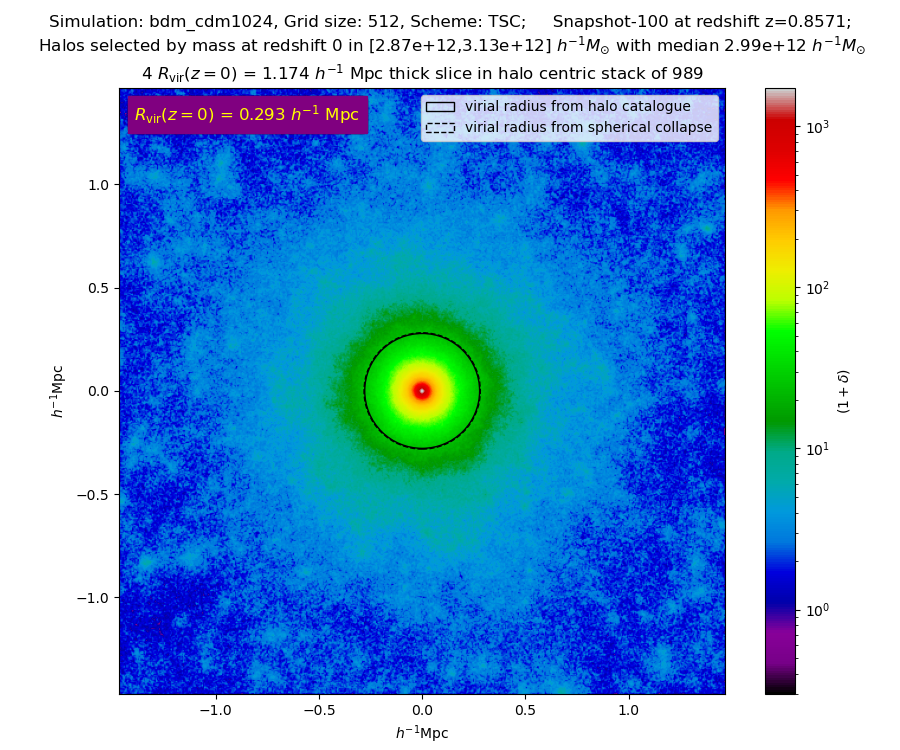 Simulation: bdm_cdm1024, Grid size: 512, Scheme: TSC;     Snapshot-100 at redshift z=0.8571;
Halos selected by mass at redshift 0 in [2.87e+12,3.13e+12] h⁻¹M⊙ with median 2.99e+12 h⁻¹M⊙
4 Rvir(z = 0) = 1.174 h⁻¹ Mpc thick slice in halo centric stack of 989
Rvir(z = 0) = 0.293 h⁻¹ Mpc
virial radius from halo catalogue
virial radius from spherical collapse
1.0
0.5
0.0
−0.5
−1.0
h⁻¹Mpc
−1.0
−0.5
0.0
0.5
1.0
h⁻¹Mpc
10³
10²
10¹
10⁰
(1 + δ)